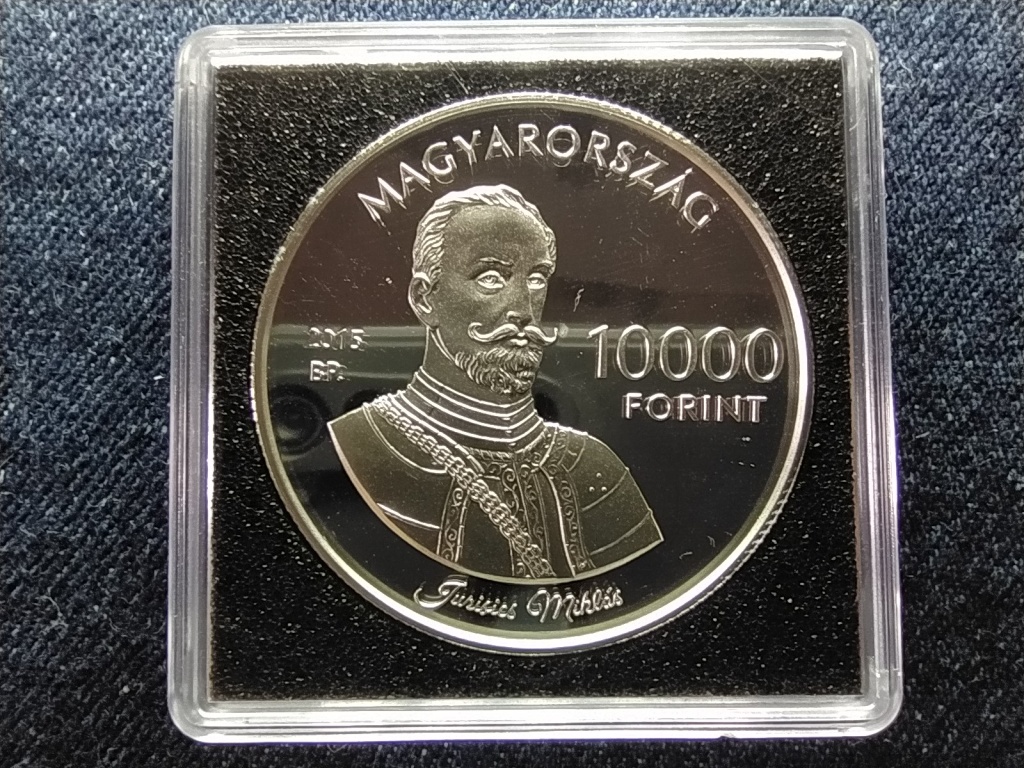 MAGYARORSZÁG
2015
BP.
10000
FORINT
Jurisics Miklós